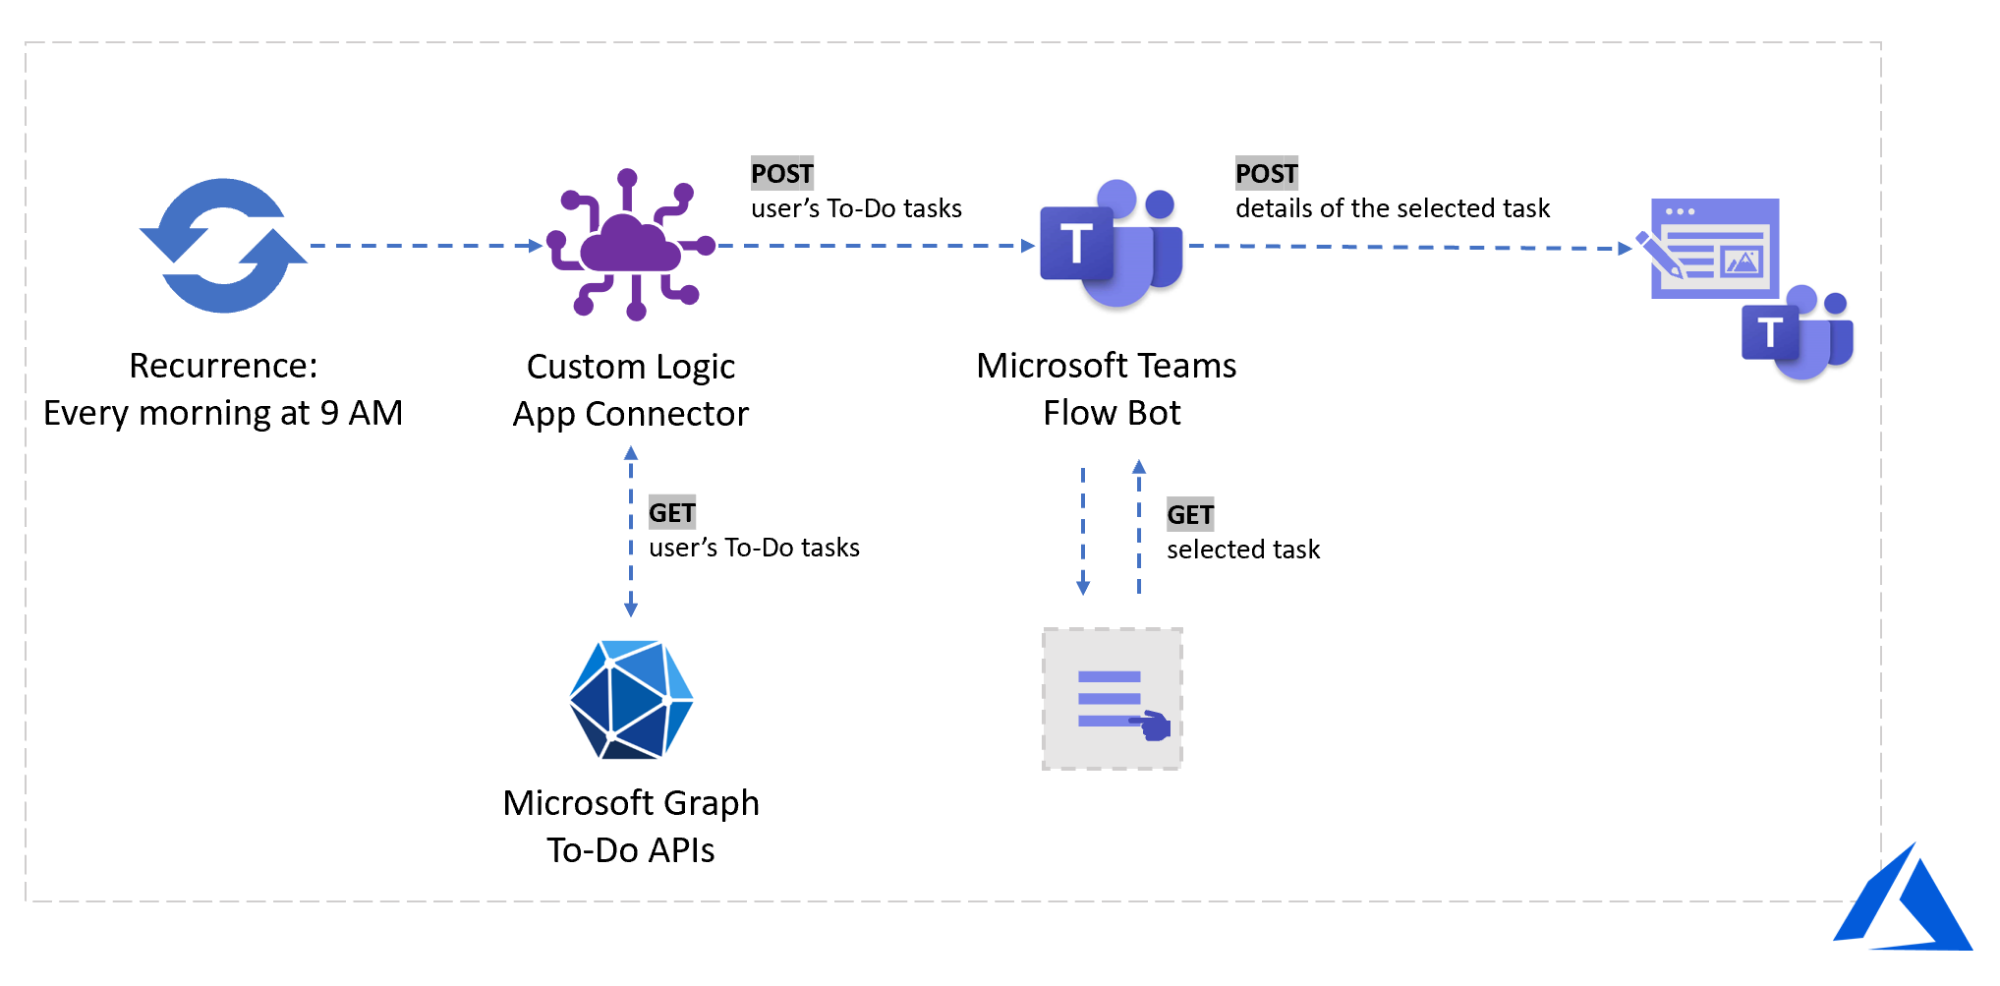 POST
user’s To-Do tasks
POST
details of the selected task
T
T
Recurrence:
Every morning at 9 AM
Custom Logic
App Connector
Microsoft Teams
Flow Bot
GET
user’s To-Do tasks
GET
selected task
Microsoft Graph
To-Do APIs